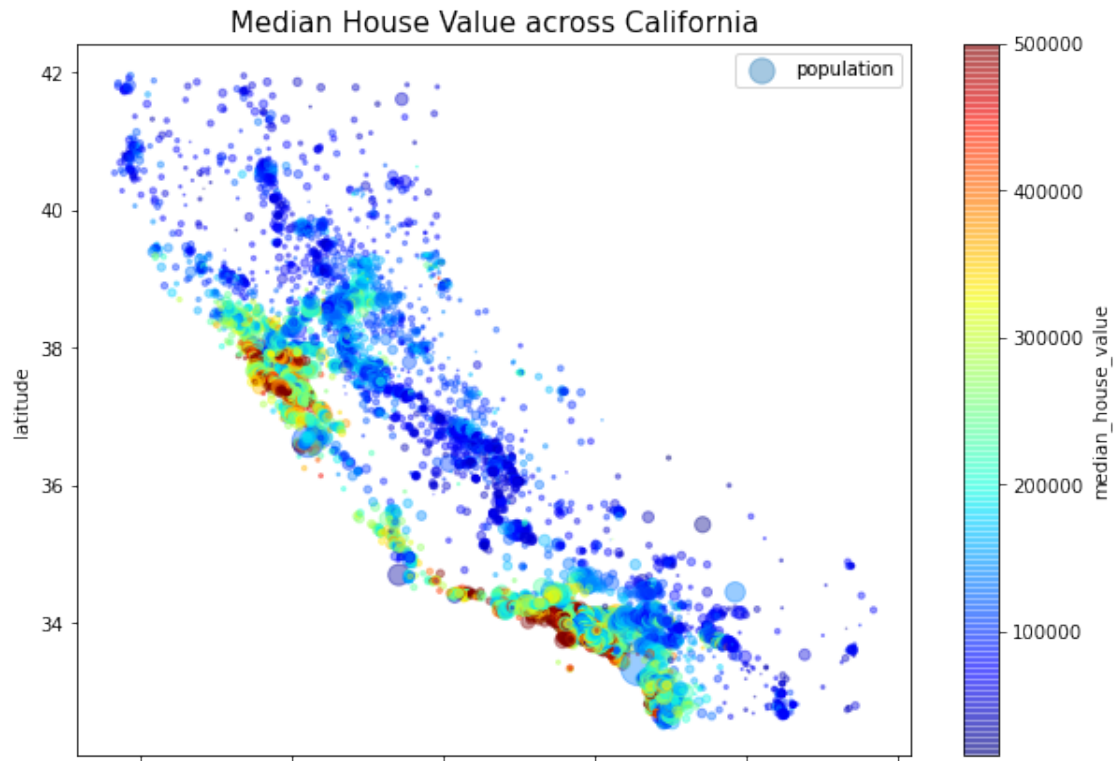 Median House Value across California
population
42
40
38
36
34
latitude
500000
400000
300000
200000
100000
median_house_value